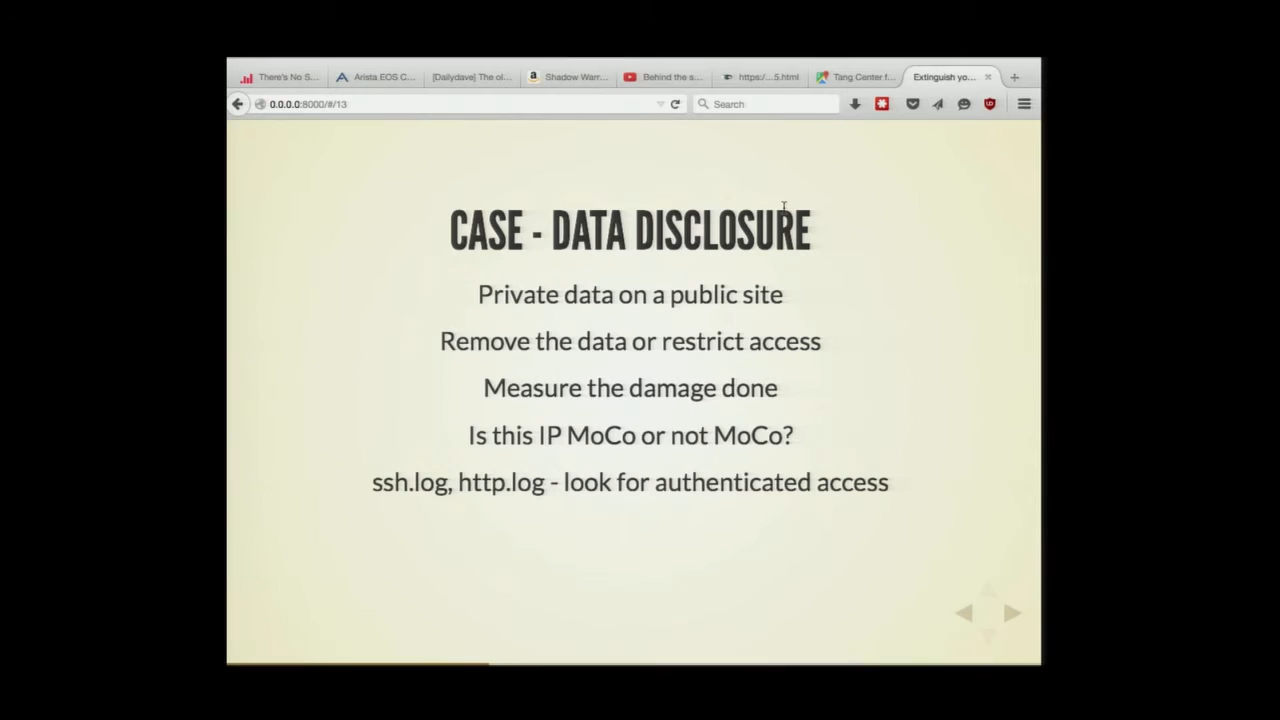 There's No S...
Arista EOS C...
[Dailydave] The ol...
Shadow Warr...
Behind the s...
https:/...5.html
Tang Center f...
Extinguish yo...
0.0.0.0:8000/#/13
Search
CASE - DATA DISCLOSURE
Private data on a public site
Remove the data or restrict access
Measure the damage done
Is this IP MoCo or not MoCo?
ssh.log, http.log - look for authenticated access